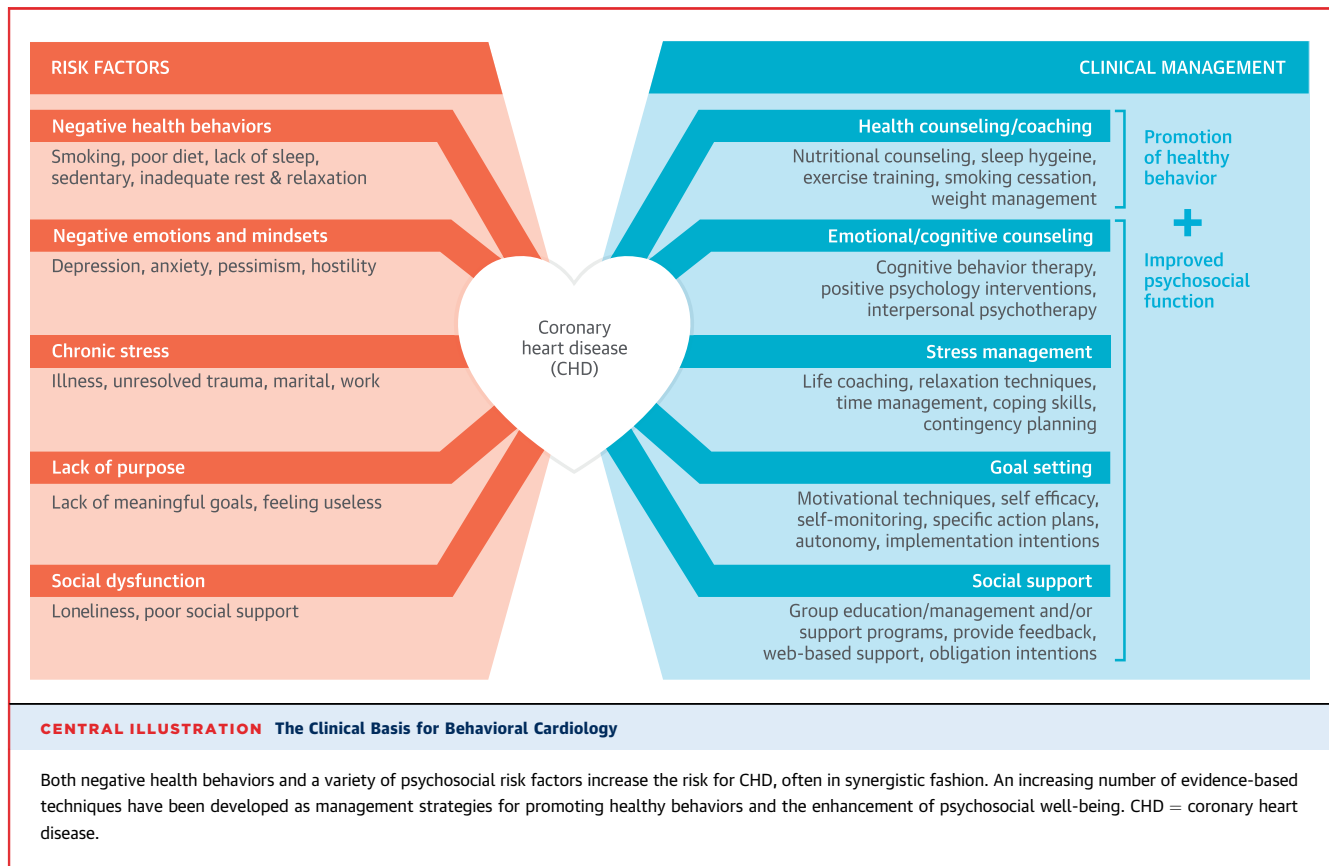 RISK FACTORS
Negative health behaviors
Smoking, poor diet, lack of sleep,
sedentary, inadequate rest & relaxation
Negative emotions and mindsets
Depression, anxiety, pessimism, hostility
Chronic stress
Illness, unresolved trauma, marital, work
Lack of purpose
Lack of meaningful goals, feeling useless
Social dysfunction
Loneliness, poor social support
Coronary
heart disease
(CHD)
CLINICAL MANAGEMENT
Health counseling/coaching
Nutritional counseling, sleep hygeine,
exercise training, smoking cessation,
weight management
Emotional/cognitive counseling
Cognitive behavior therapy,
positive psychology interventions,
interpersonal psychotherapy
Stress management
Life coaching, relaxation techniques,
time management, coping skills,
contingency planning
Goal setting
Motivational techniques, self efficacy,
self-monitoring, specific action plans,
autonomy, implementation intentions
Social support
Group education/management and/or
support programs, provide feedback,
web-based support, obligation intentions
Promotion
of healthy
behavior
+
Improved
psychosocial
function
CENTRAL ILLUSTRATION The Clinical Basis for Behavioral Cardiology
Both negative health behaviors and a variety of psychosocial risk factors increase the risk for CHD, often in synergistic fashion. An increasing number of evidence-based
techniques have been developed as management strategies for promoting healthy behaviors and the enhancement of psychosocial well-being. CHD = coronary heart
disease.